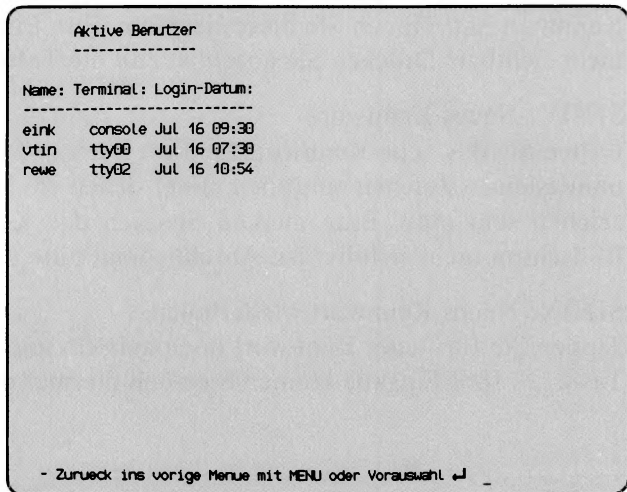 Aktive Benutzer
---------------
Name: Terminal: Login-Datum:
----------------------------
eink console Jul 16 09:30
vtin tty00 Jul 16 07:30
rewe tty02 Jul 16 10:54
- Zurueck ins vorige Menue mit MENU oder Vorauswahl ↵ _